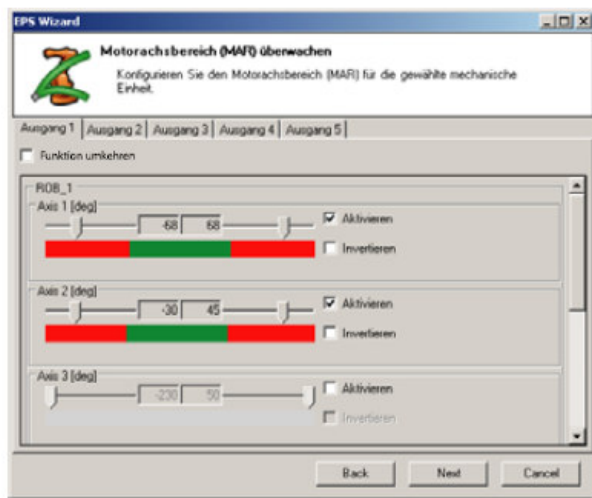 EPS Wizard
Motorachsbereich (MAR) überwachen
Konfigurieren Sie den Motorachsbereich (MAR) für die gewählte mechanische
Einheit.
Ausgang 1 Ausgang 2 Ausgang 3 Ausgang 4 Ausgang 5
Funktion umkehren
ROB_1
Axis 1 [deg]
-68 68 Aktivieren
Invertieren
Axis 2 [deg]
-30 45 Aktivieren
Invertieren
Axis 3 [deg]
-230 50 Aktivieren
Invertieren
Back Next Cancel